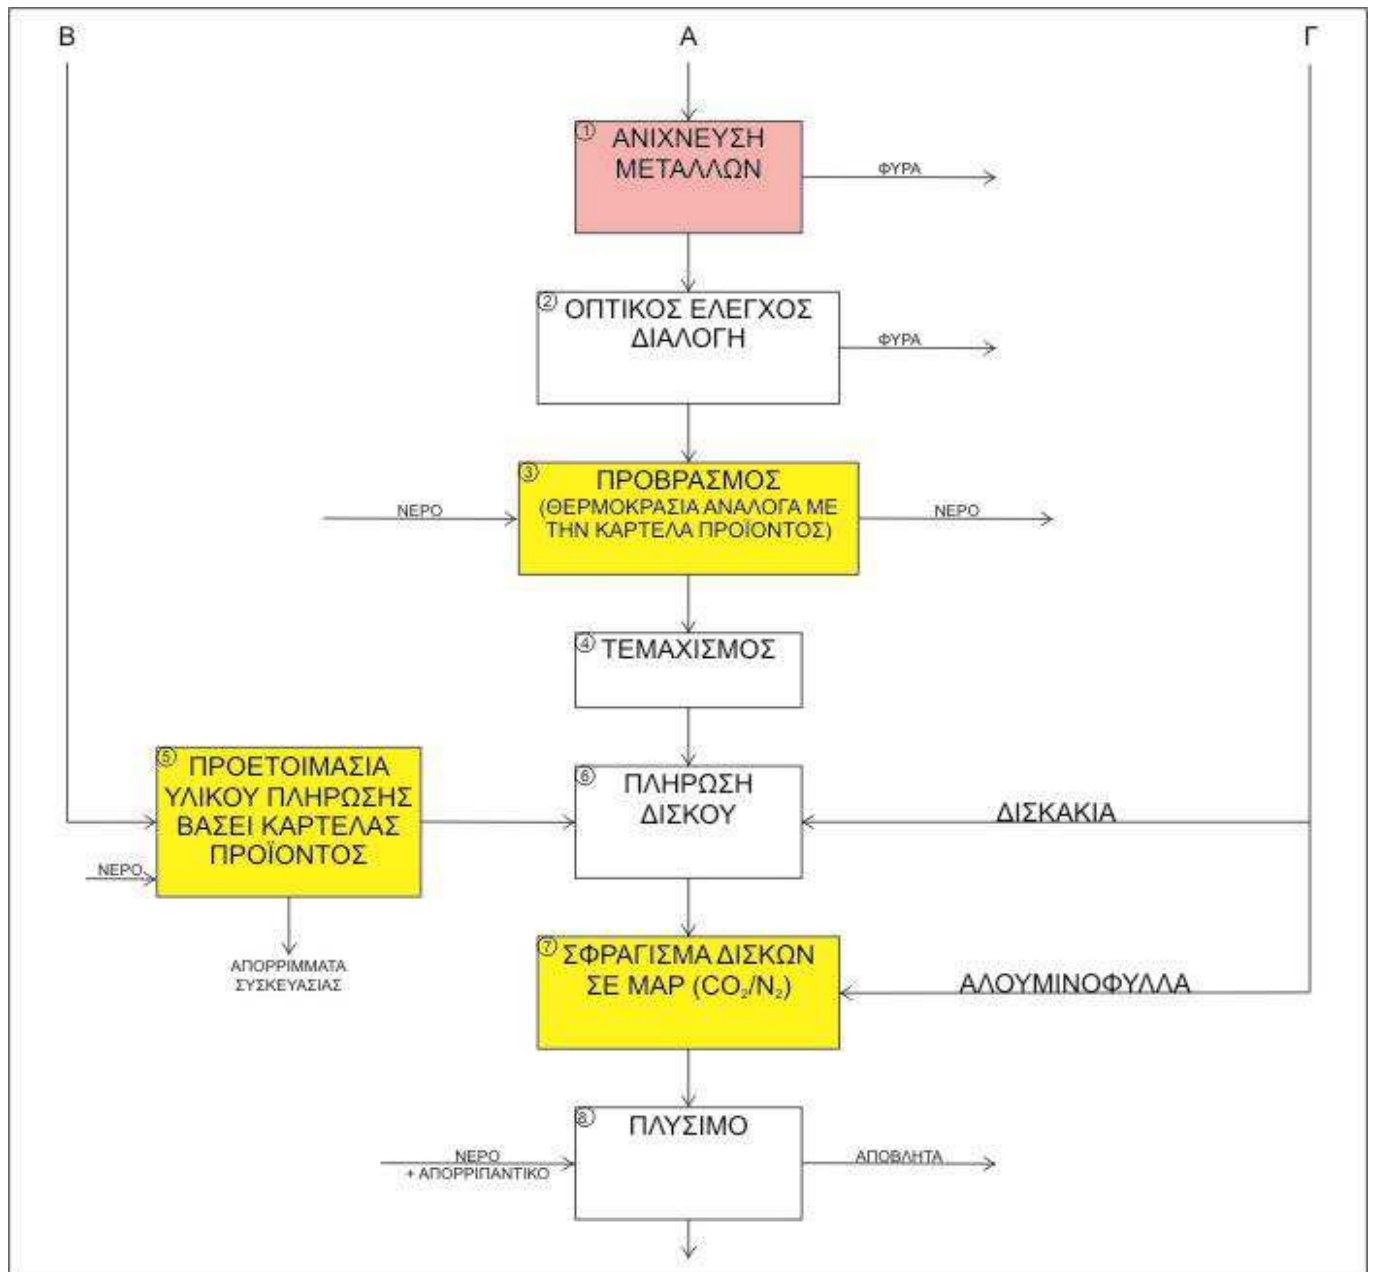 Β
Α
Γ
① ΑΝΙΧΝΕΥΣΗ
ΜΕΤΑΛΛΩΝ
ΦΥΡΑ
② ΟΠΤΙΚΟΣ ΕΛΕΓΧΟΣ
ΔΙΑΛΟΓΗ
ΦΥΡΑ
③ ΠΡΟΒΡΑΣΜΟΣ
(ΘΕΡΜΟΚΡΑΣΙΑ ΑΝΑΛΟΓΑ ΜΕ
ΤΗΝ ΚΑΡΤΕΛΑ ΠΡΟΪΟΝΤΟΣ)
ΝΕΡΟ
ΝΕΡΟ
④ ΤΕΜΑΧΙΣΜΟΣ
⑤ ΠΡΟΕΤΟΙΜΑΣΙΑ
ΥΛΙΚΟΥ ΠΛΗΡΩΣΗΣ
ΒΑΣΕΙ ΚΑΡΤΕΛΑΣ
ΠΡΟΪΟΝΤΟΣ
ΝΕΡΟ
ΑΠΟΡΡΙΜΜΑΤΑ
ΣΥΣΚΕΥΑΣΙΑΣ
⑥ ΠΛΗΡΩΣΗ
ΔΙΣΚΟΥ
ΔΙΣΚΑΚΙΑ
⑦ ΣΦΡΑΓΙΣΜΑ ΔΙΣΚΩΝ
ΣΕ MAP (CO₂/N₂)
ΑΛΟΥΜΙΝΟΦΥΛΛΑ
⑧ ΠΛΥΣΙΜΟ
ΝΕΡΟ
+ ΑΠΟΡΡΙΠΑΝΤΙΚΟ
ΑΠΟΒΛΗΤΑ